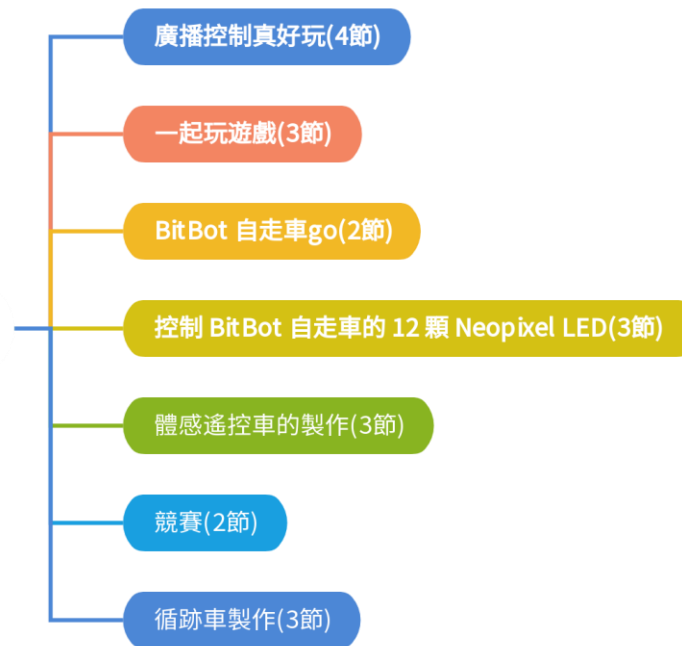 廣播控制真好玩(4節)
一起玩遊戲(3節)
BitBot 自走車go(2節)
控制 BitBot 自走車的 12 顆 Neopixel LED(3節)
體感遙控車的製作(3節)
競賽(2節)
循跡車製作(3節)